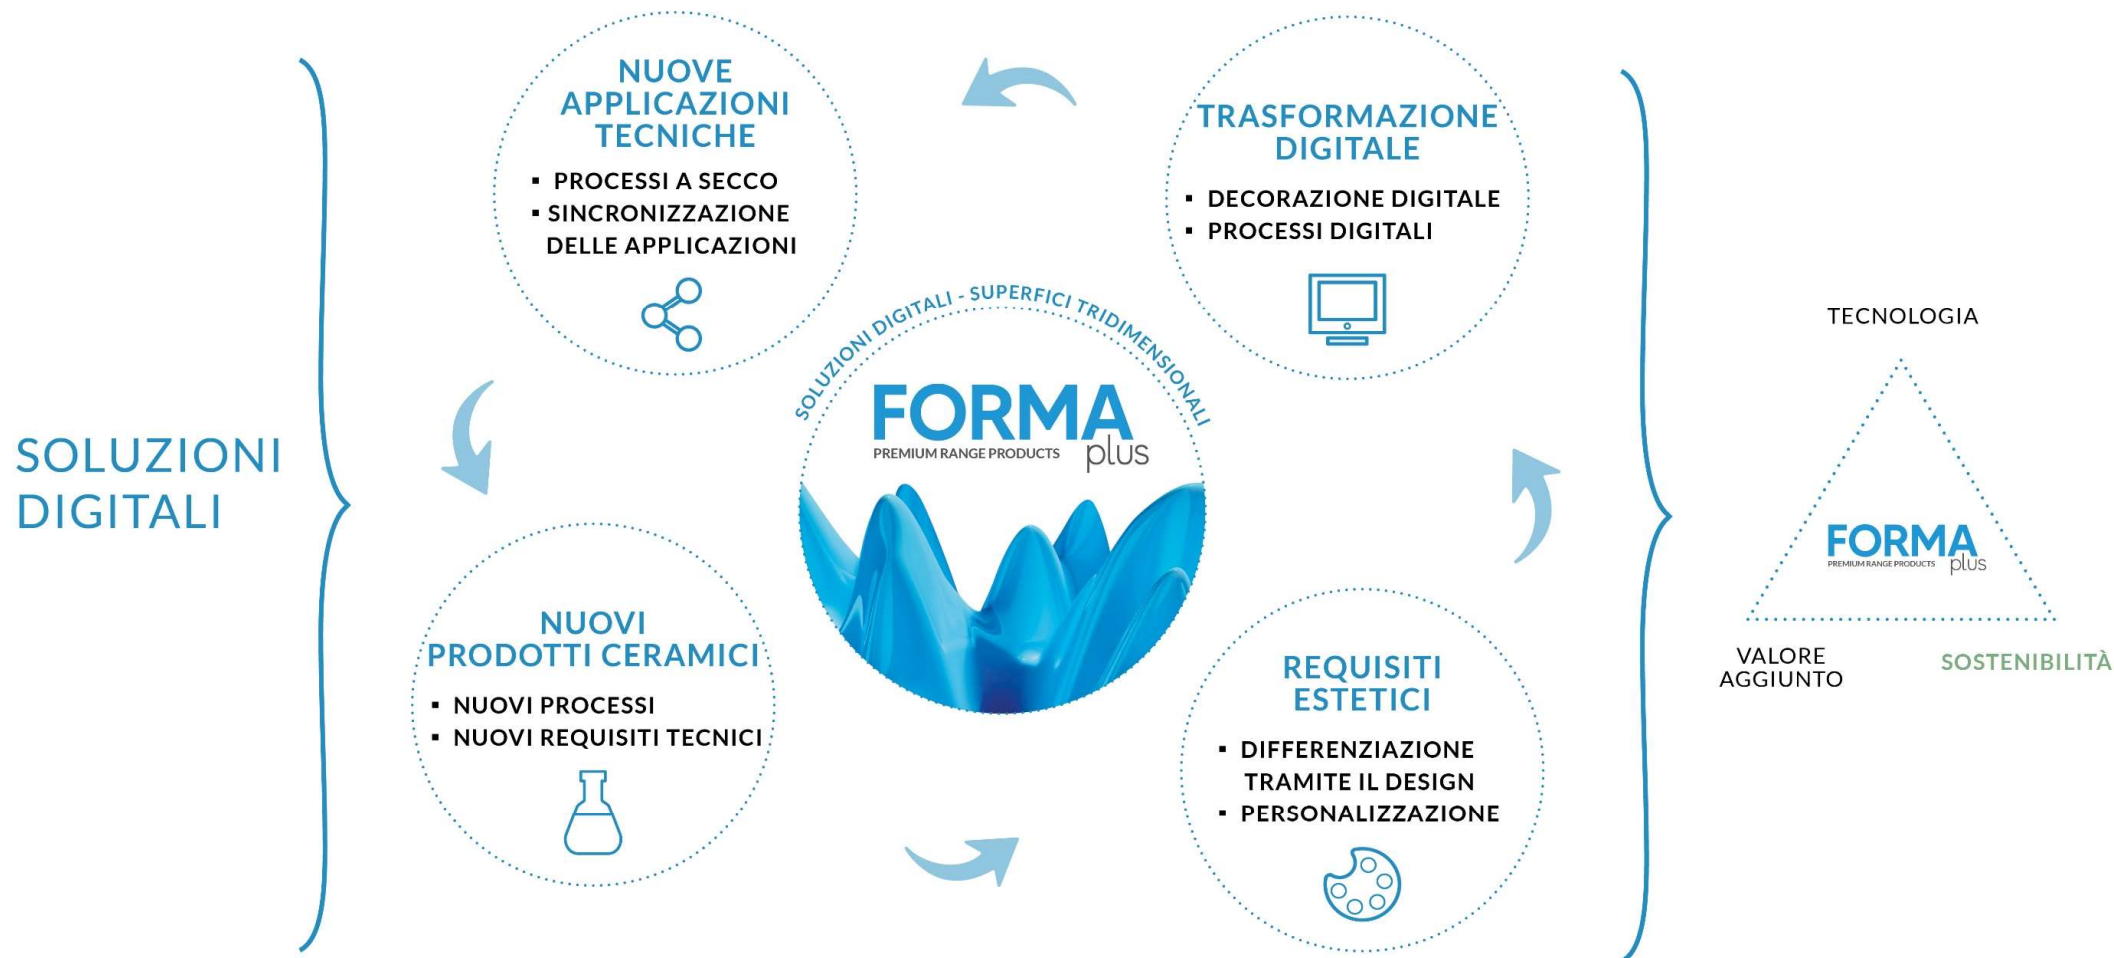 SOLUZIONI
DIGITALI
NUOVE
APPLICAZIONI
TECNICHE
▪ PROCESSI A SECCO
▪ SINCRONIZZAZIONE
DELLE APPLICAZIONI
TRASFORMAZIONE
DIGITALE
▪ DECORAZIONE DIGITALE
▪ PROCESSI DIGITALI
SOLUZIONI DIGITALI - SUPERFICI TRIDIMENSIONALI
FORMA
PREMIUM RANGE PRODUCTS plus
NUOVI
PRODOTTI CERAMICI
▪ NUOVI PROCESSI
▪ NUOVI REQUISITI TECNICI
REQUISITI
ESTETICI
▪ DIFFERENZIAZIONE
TRAMITE IL DESIGN
▪ PERSONALIZZAZIONE
TECNOLOGIA
FORMA
PREMIUM RANGE PRODUCTS plus
VALORE
AGGIUNTO
SOSTENIBILITÀ